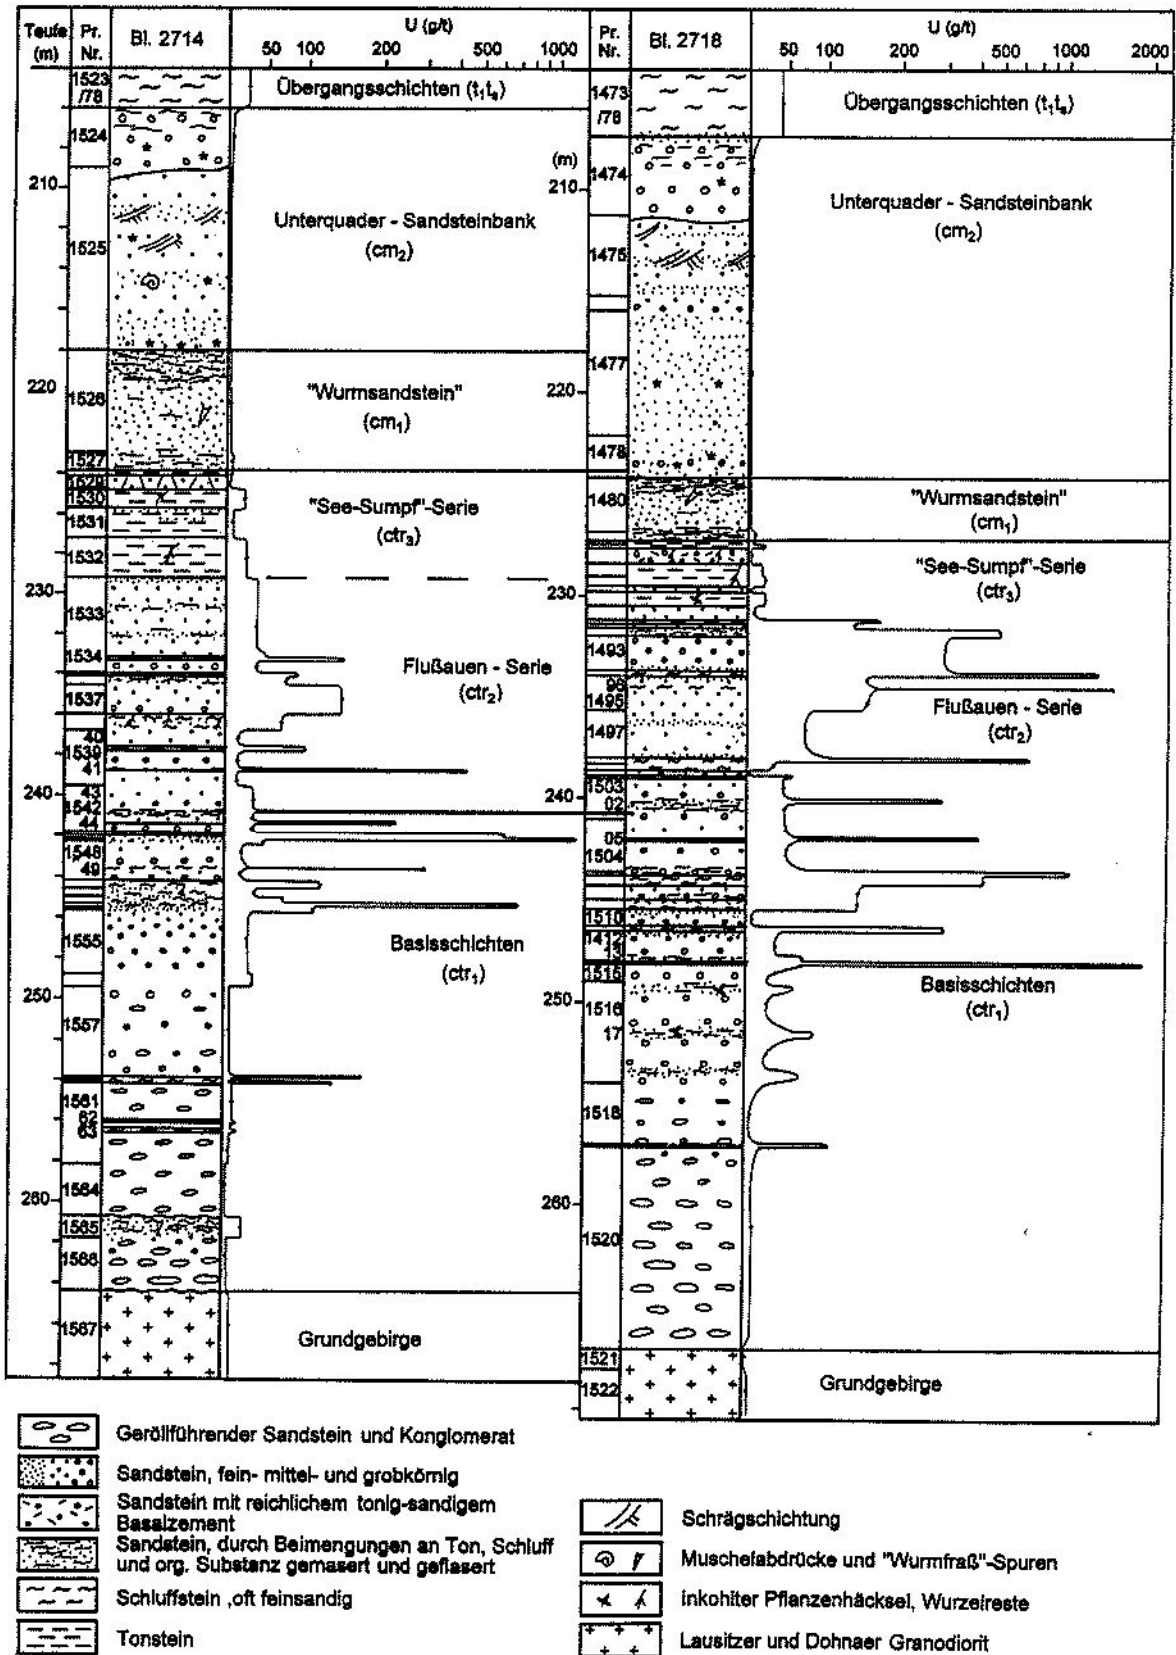 Teufe (m)
Pr. Nr.
Bl. 2714
U (g/t)
50 100 200 500 1000
1523 /78
1524
210
1525
220
1526
1527
1530
1531
1532
230
1533
1534
1537
40
1539
41
240
43
1542
44
1548
49
1555
250
1557
1561
62
63
1564
260
1565
1566
1567
Übergangsschichten (t₁tₐ)
Unterquader - Sandsteinbank
(cm₂)
"Wurmsandstein"
(cm₁)
"See-Sumpf"-Serie
(ctr₃)
Flußauen - Serie
(ctr₂)
Basisschichten
(ctr₁)
Grundgebirge
Pr. Nr.
Bl. 2718
U (g/t)
50 100 200 500 1000 2000
1473 /78
(m)
1474
210
1475
1477
220
1478
1480
230
1493
1495
1497
1503
240
02
05
1504
1510
1412
1515
250
1516
17
1518
260
1520
1521
1522
Übergangsschichten (t₁tₐ)
Unterquader - Sandsteinbank
(cm₂)
"Wurmsandstein"
(cm₁)
"See-Sumpf"-Serie
(ctr₃)
Flußauen - Serie
(ctr₂)
Basisschichten
(ctr₁)
Grundgebirge
Geröllführender Sandstein und Konglomerat
Sandstein, fein- mittel- und grobkörnig
Sandstein mit reichlichem tonig-sandigem
Basalzement
Sandstein, durch Beimengungen an Ton, Schluff
und org. Substanz gemasert und geflasert
Schluffstein ,oft feinsandig
Tonstein
Schrägschichtung
Muschelabdrücke und "Wurmfraß"-Spuren
inkohlter Pflanzenhäcksel, Wurzelreste
Lausitzer und Dohnaer Granodiorit